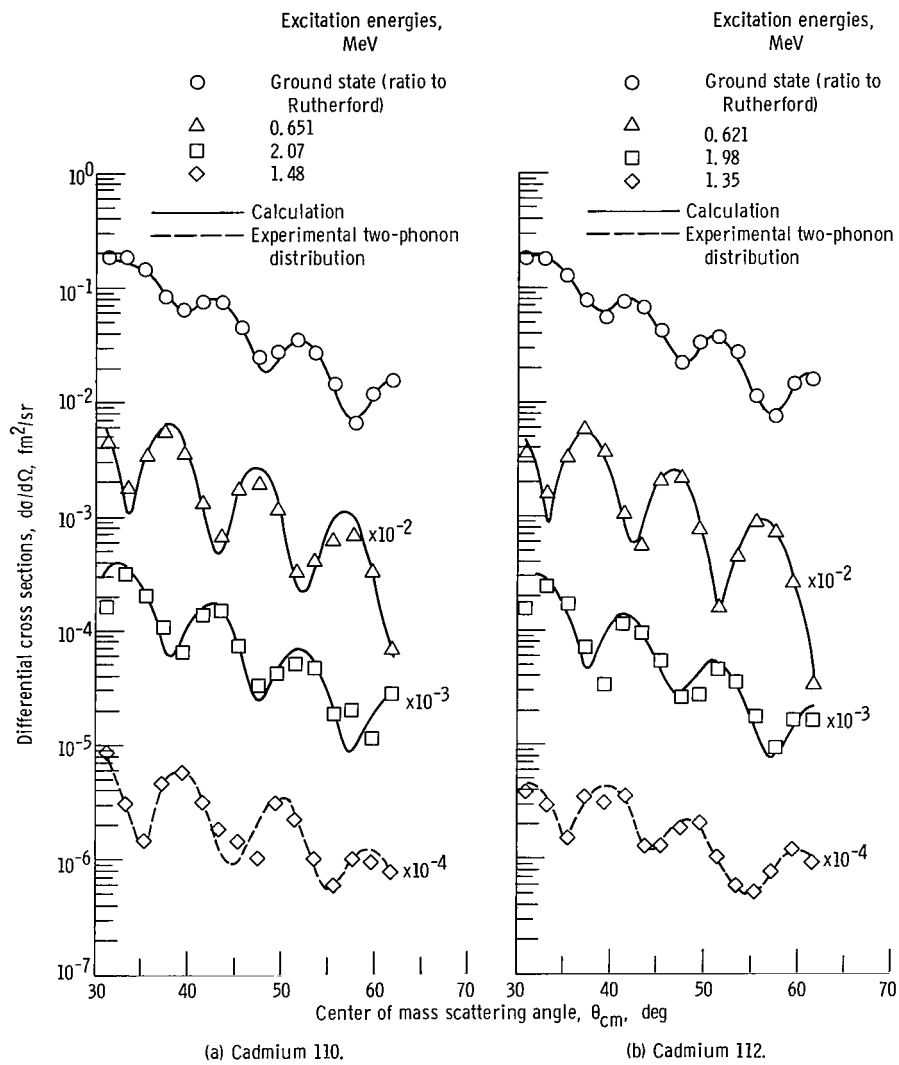 Excitation energies,
MeV
Ground state (ratio to
Rutherford)
0.651
2.07
1.48
Calculation
Experimental two-phonon
distribution
Excitation energies,
MeV
Ground state (ratio to
Rutherford)
0.621
1.98
1.35
Calculation
Experimental two-phonon
distribution
Differential cross sections, dσ/dΩ, fm²/sr
10⁰
10⁻¹
10⁻²
10⁻³
10⁻⁴
10⁻⁵
10⁻⁶
10⁻⁷
x10⁻²
x10⁻³
x10⁻⁴
x10⁻²
x10⁻³
x10⁻⁴
30 40 50 60 70
30 40 50 60 70
Center of mass scattering angle, θcm, deg
(a) Cadmium 110.
(b) Cadmium 112.